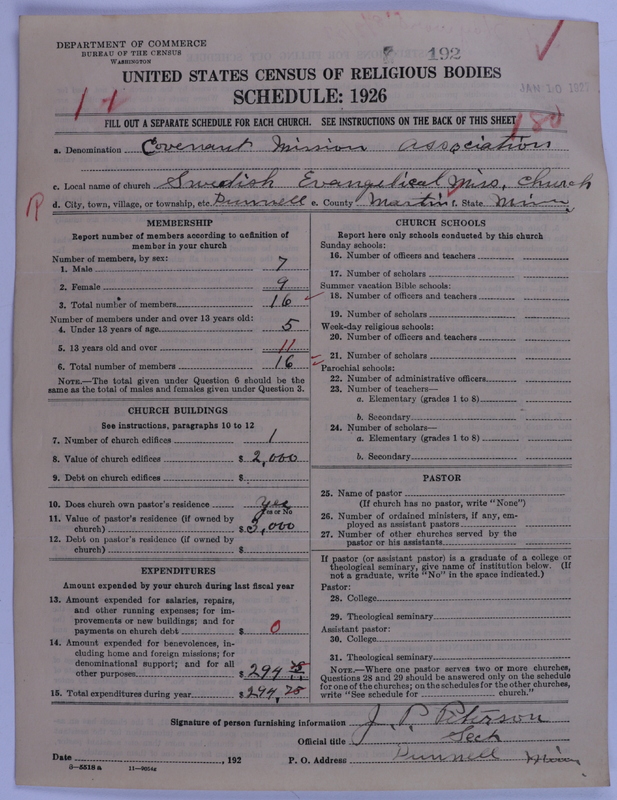 DEPARTMENT OF COMMERCE
BUREAU OF THE CENSUS
WASHINGTON
192
JAN 10 1927
UNITED STATES CENSUS OF RELIGIOUS BODIES
SCHEDULE: 1926
FILL OUT A SEPARATE SCHEDULE FOR EACH CHURCH. SEE INSTRUCTIONS ON THE BACK OF THIS SHEET
180
a. Denomination Covenant Mission Association
c. Local name of church Swedish Evangelical Miss. Church
d. City, town, village, or township, etc. Dunnell e. County Martin f. State Minn.
MEMBERSHIP
Report number of members according to definition of
member in your church
Number of members, by sex:
1. Male 7
2. Female 9
3. Total number of members 16
Number of members under and over 13 years old:
4. Under 13 years of age 5
5. 13 years old and over 11
6. Total number of members 16
NOTE.—The total given under Question 6 should be the
same as the total of males and females given under Question 3.
CHURCH BUILDINGS
See instructions, paragraphs 10 to 12
7. Number of church edifices 1
8. Value of church edifices $ 2,000
9. Debt on church edifices $
10. Does church own pastor's residence yes
Yes or No
11. Value of pastor's residence (if owned by
church) $ 3,000
12. Debt on pastor's residence (if owned by
church) $
EXPENDITURES
Amount expended by your church during last fiscal year
13. Amount expended for salaries, repairs,
and other running expenses; for im-
provements or new buildings; and for
payments on church debt $ 0
14. Amount expended for benevolences, in-
cluding home and foreign missions; for
denominational support; and for all
other purposes $ 294 75
15. Total expenditures during year $ 294,75
CHURCH SCHOOLS
Report here only schools conducted by this church
Sunday schools:
16. Number of officers and teachers
17. Number of scholars
Summer vacation Bible schools:
18. Number of officers and teachers
19. Number of scholars
Week-day religious schools:
20. Number of officers and teachers
21. Number of scholars
Parochial schools:
22. Number of administrative officers
23. Number of teachers—
a. Elementary (grades 1 to 8)
b. Secondary
24. Number of scholars—
a. Elementary (grades 1 to 8)
b. Secondary
PASTOR
25. Name of pastor
(If church has no pastor, write "None")
26. Number of ordained ministers, if any, em-
ployed as assistant pastors
27. Number of other churches served by the
pastor or his assistants
If pastor (or assistant pastor) is a graduate of a college or
theological seminary, give name of institution below. (If
not a graduate, write "No" in the space indicated.)
Pastor:
28. College
29. Theological seminary
Assistant pastor:
30. College
31. Theological seminary
NOTE.—Where one pastor serves two or more churches,
Questions 28 and 29 should be answered only on the schedule
for one of the churches; on the schedules for the other churches,
write "See schedule for church."
Signature of person furnishing information J. P. Peterson
Official title Sect
Date , 192 P. O. Address Dunnell Minn
8—5518 a 11—9064c